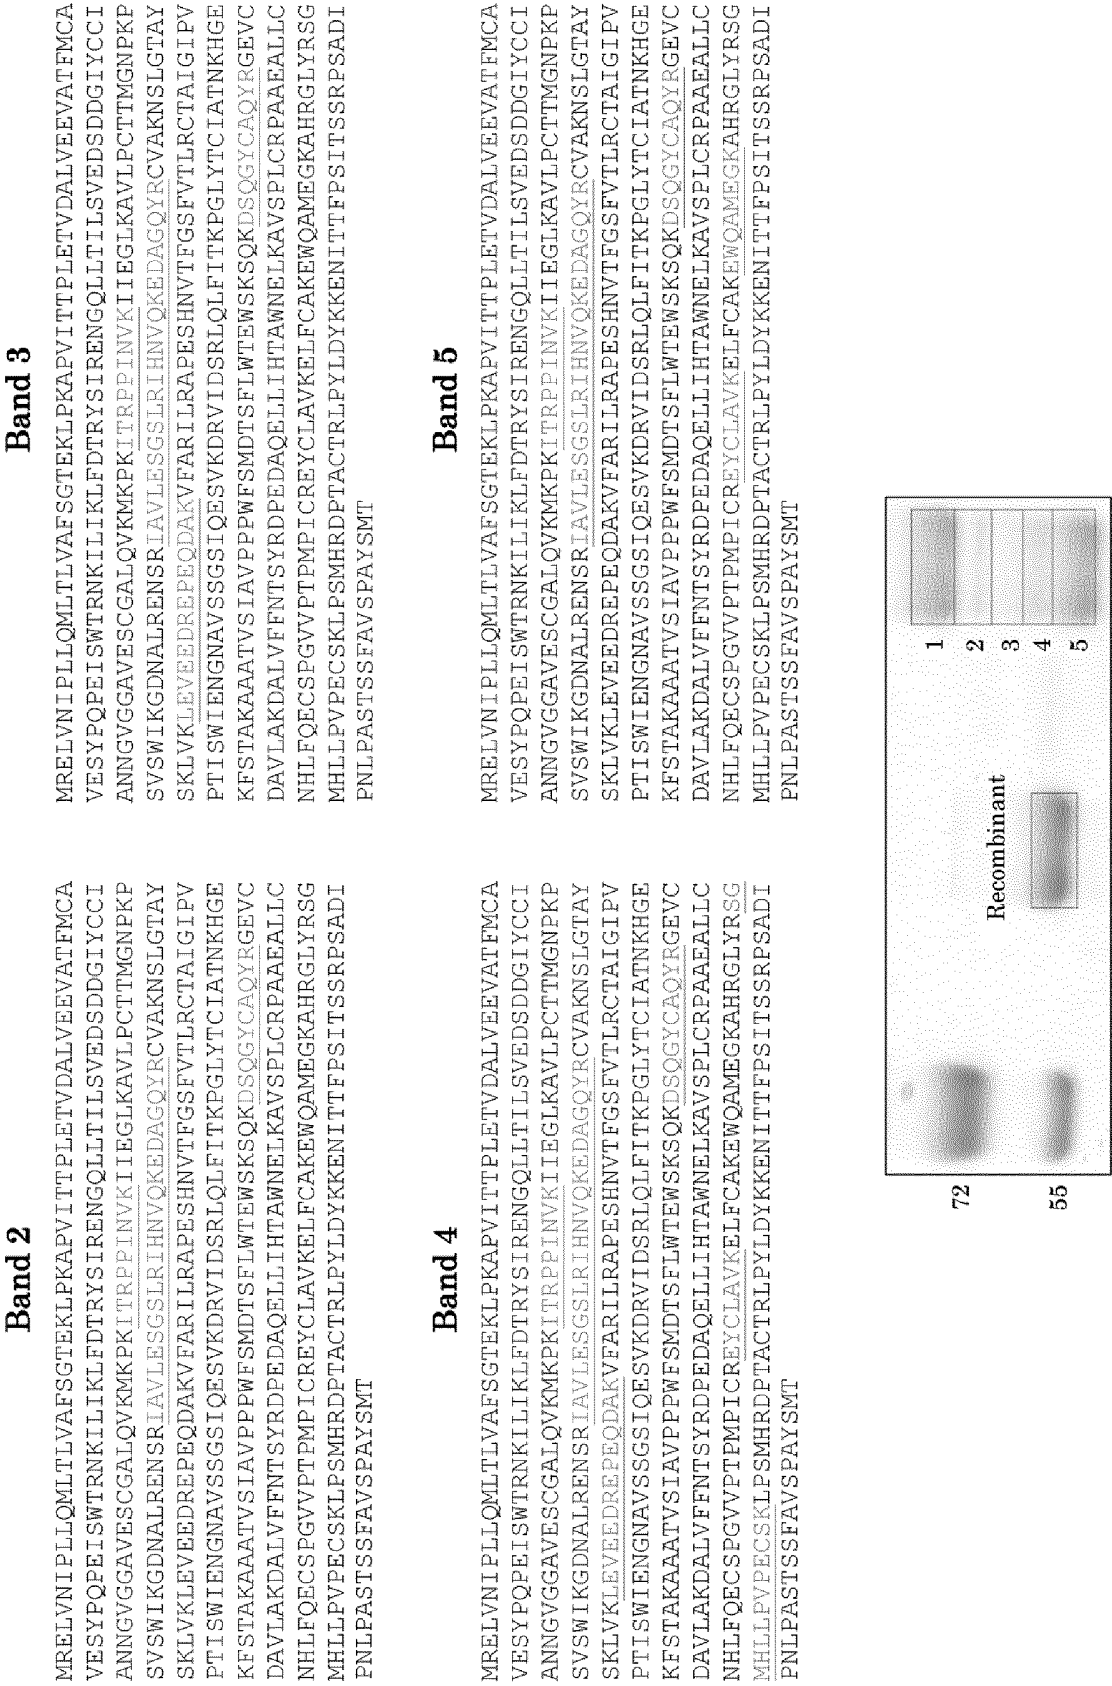 Band 2
MRELVNIPLLQMLTLVAFSGTEKLPKAPVITTPLETVDALVEEVATFMCA
VESYPQPEISWTRNKILIKLFDTRYSIRENGQLLTILSVEDSDDGIYCCI
ANNGVGGAVESCGALQVKMKPKITRPPINVKIIEGLKAVLPCTTMGNPKP
SVSWIKGDNALRENSRIAVLESGSLRIHNVQKEDAGQYRCVAKNSLGTAY
SKLVKLEVEEDREPEQDAKVFARILRAPESHNVTFGSFVTLRCTAIGIPV
PTISWIENGNAVSSGSIQESVKDRVIDSRLQLFITKPGLYTCIATNKHGE
KFSTAKAAATVSIAVPPPWFSMDTSFLWTEWSKSQKDSQGYCAQYRGEVC
DAVLAKDALVFFNTSYRDPEDAQELLIHTAWNELKAVSPLCRPAAEALLC
NHLFQECSPGVVPTPMPICREYCLAVKELFCAKEWQAMEGKAHRGLYRSG
MHLLPVPECSKLPSMHRDPTACTRLPYLDYKKENITTFPSITSSRPSADI
PNLPASTSSFAVSPAYSMT
Band 3
MRELVNIPLLQMLTLVAFSGTEKLPKAPVITTPLETVDALVEEVATFMCA
VESYPQPEISWTRNKILIKLFDTRYSIRENGQLLTILSVEDSDDGIYCCI
ANNGVGGAVESCGALQVKMKPKITRPPINVKIIEGLKAVLPCTTMGNPKP
SVSWIKGDNALRENSRIAVLESGSLRIHNVQKEDAGQYRCVAKNSLGTAY
SKLVKLEVEEDREPEQDAKVFARILRAPESHNVTFGSFVTLRCTAIGIPV
PTISWIENGNAVSSGSIQESVKDRVIDSRLQLFITKPGLYTCIATNKHGE
KFSTAKAAATVSIAVPPPWFSMDTSFLWTEWSKSQKDSQGYCAQYRGEVC
DAVLAKDALVFFNTSYRDPEDAQELLIHTAWNELKAVSPLCRPAAEALLC
NHLFQECSPGVVPTPMPICREYCLAVKELFCAKEWQAMEGKAHRGLYRSG
MHLLPVPECSKLPSMHRDPTACTRLPYLDYKKENITTFPSITSSRPSADI
PNLPASTSSFAVSPAYSMT
Band 4
MRELVNIPLLQMLTLVAFSGTEKLPKAPVITTPLETVDALVEEVATFMCA
VESYPQPEISWTRNKILIKLFDTRYSIRENGQLLTILSVEDSDDGIYCCI
ANNGVGGAVESCGALQVKMKPKITRPPINVKIIEGLKAVLPCTTMGNPKP
SVSWIKGDNALRENSRIAVLESGSLRIHNVQKEDAGQYRCVAKNSLGTAY
SKLVKLEVEEDREPEQDAKVFARILRAPESHNVTFGSFVTLRCTAIGIPV
PTISWIENGNAVSSGSIQESVKDRVIDSRLQLFITKPGLYTCIATNKHGE
KFSTAKAAATVSIAVPPPWFSMDTSFLWTEWSKSQKDSQGYCAQYRGEVC
DAVLAKDALVFFNTSYRDPEDAQELLIHTAWNELKAVSPLCRPAAEALLC
NHLFQECSPGVVPTPMPICREYCLAVKELFCAKEWQAMEGKAHRGLYRSG
MHLLPVPECSKLPSMHRDPTACTRLPYLDYKKENITTFPSITSSRPSADI
PNLPASTSSFAVSPAYSMT
Band 5
MRELVNIPLLQMLTLVAFSGTEKLPKAPVITTPLETVDALVEEVATFMCA
VESYPQPEISWTRNKILIKLFDTRYSIRENGQLLTILSVEDSDDGIYCCI
ANNGVGGAVESCGALQVKMKPKITRPPINVKIIEGLKAVLPCTTMGNPKP
SVSWIKGDNALRENSRIAVLESGSLRIHNVQKEDAGQYRCVAKNSLGTAY
SKLVKLEVEEDREPEQDAKVFARILRAPESHNVTFGSFVTLRCTAIGIPV
PTISWIENGNAVSSGSIQESVKDRVIDSRLQLFITKPGLYTCIATNKHGE
KFSTAKAAATVSIAVPPPWFSMDTSFLWTEWSKSQKDSQGYCAQYRGEVC
DAVLAKDALVFFNTSYRDPEDAQELLIHTAWNELKAVSPLCRPAAEALLC
NHLFQECSPGVVPTPMPICREYCLAVKELFCAKEWQAMEGKAHRGLYRSG
MHLLPVPECSKLPSMHRDPTACTRLPYLDYKKENITTFPSITSSRPSADI
PNLPASTSSFAVSPAYSMT
72
55
Recombinant
1
2
3
4
5